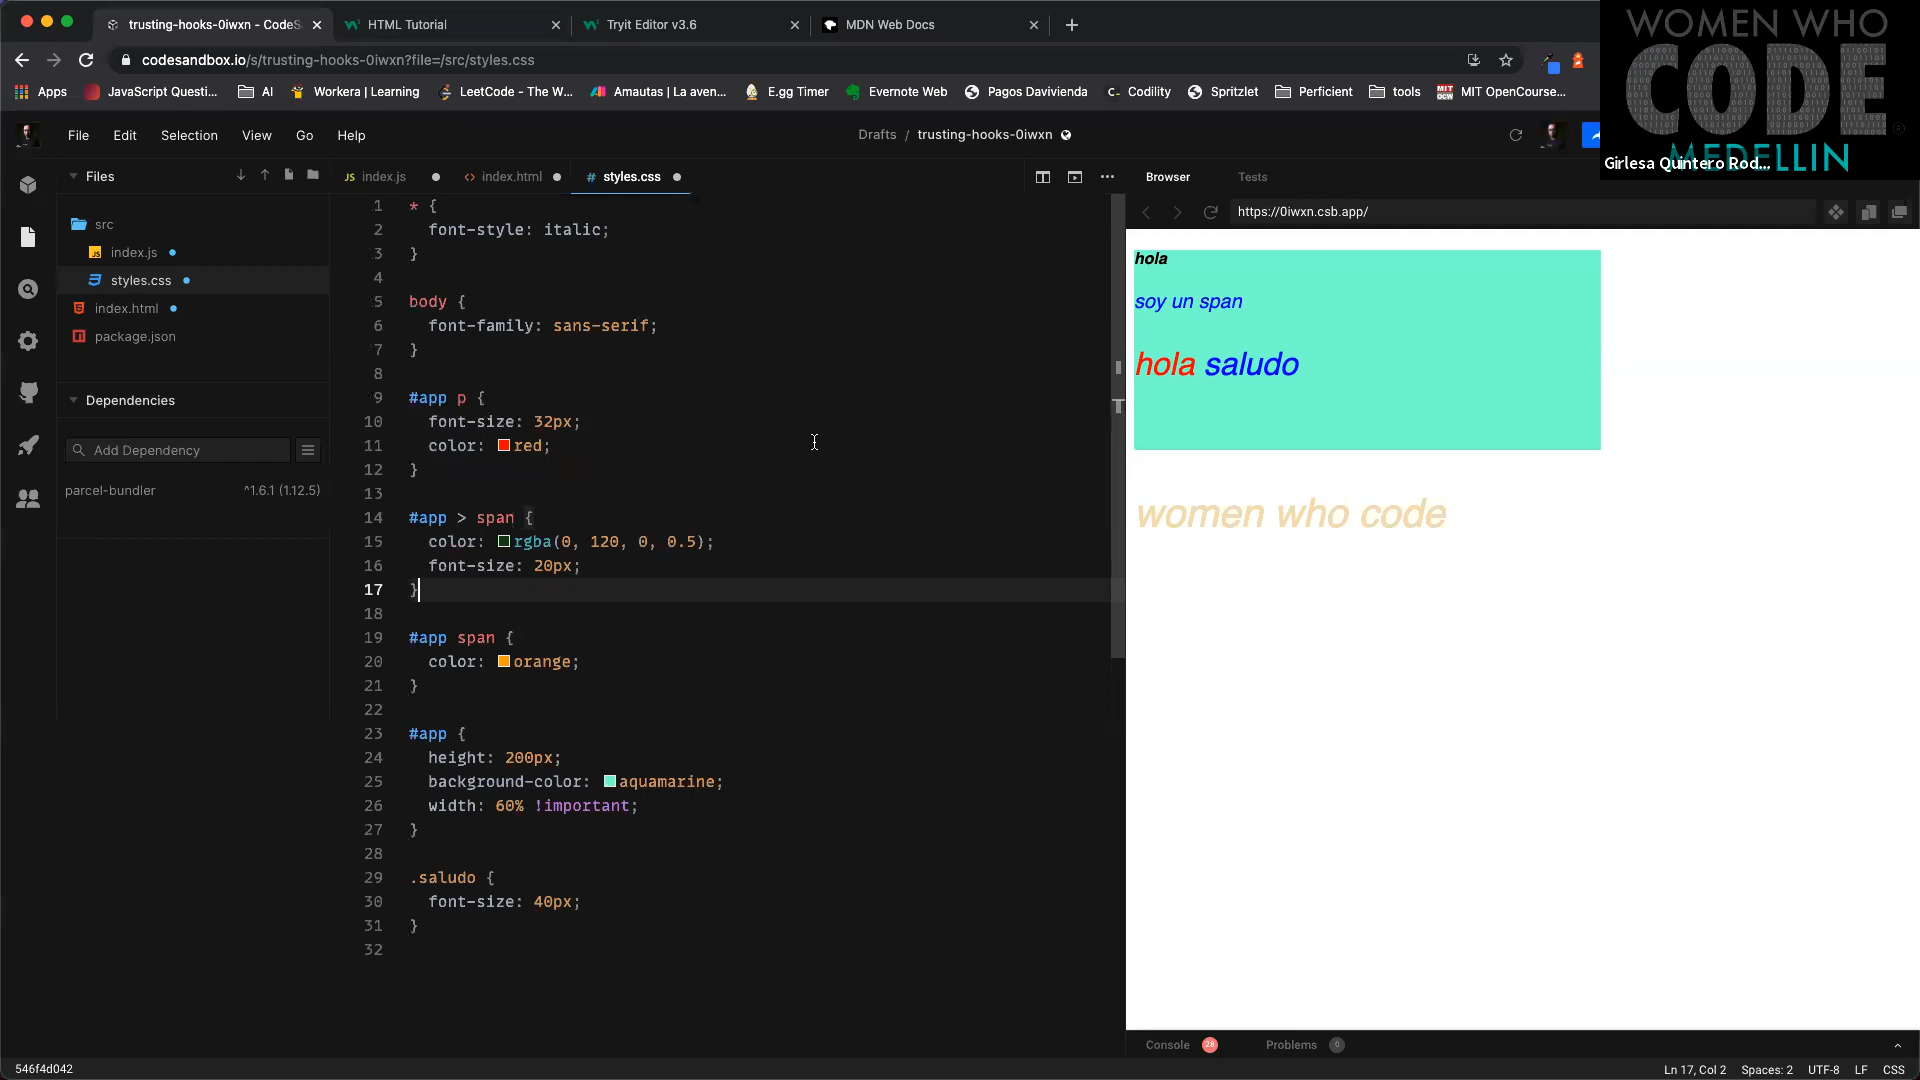 trusting-hooks-0iwxn - CodeS
HTML Tutorial
Tryit Editor v3.6
MDN Web Docs
codesandbox.io/s/trusting-hooks-0iwxn?file=/src/styles.css
Apps
JavaScript Questi...
AI
Workera | Learning
LeetCode - The W...
Amautas | La aven...
E.gg Timer
Evernote Web
Pagos Davivienda
Codility
Spritzlet
Perficient
tools
MIT OpenCourse...
WOMEN WHO
CODE
MEDELLIN
Girlesa Quintero Rod...
File Edit Selection View Go Help
Drafts / trusting-hooks-0iwxn
Files
src
index.js
styles.css
index.html
package.json
Dependencies
Add Dependency
parcel-bundler ^1.6.1 (1.12.5)
JS index.js
<> index.html
# styles.css
1 * {
2 font-style: italic;
3 }
4
5 body {
6 font-family: sans-serif;
7 }
8
9 #app p {
10 font-size: 32px;
11 color: red;
12 }
13
14 #app > span {
15 color: rgba(0, 120, 0, 0.5);
16 font-size: 20px;
17 }
18
19 #app span {
20 color: orange;
21 }
22
23 #app {
24 height: 200px;
25 background-color: aquamarine;
26 width: 60% !important;
27 }
28
29 .saludo {
30 font-size: 40px;
31 }
32
Browser Tests
https://0iwxn.csb.app/
hola
soy un span
hola saludo
women who code
Console 28 Problems 0
546f4d042
Ln 17, Col 2 Spaces: 2 UTF-8 LF CSS